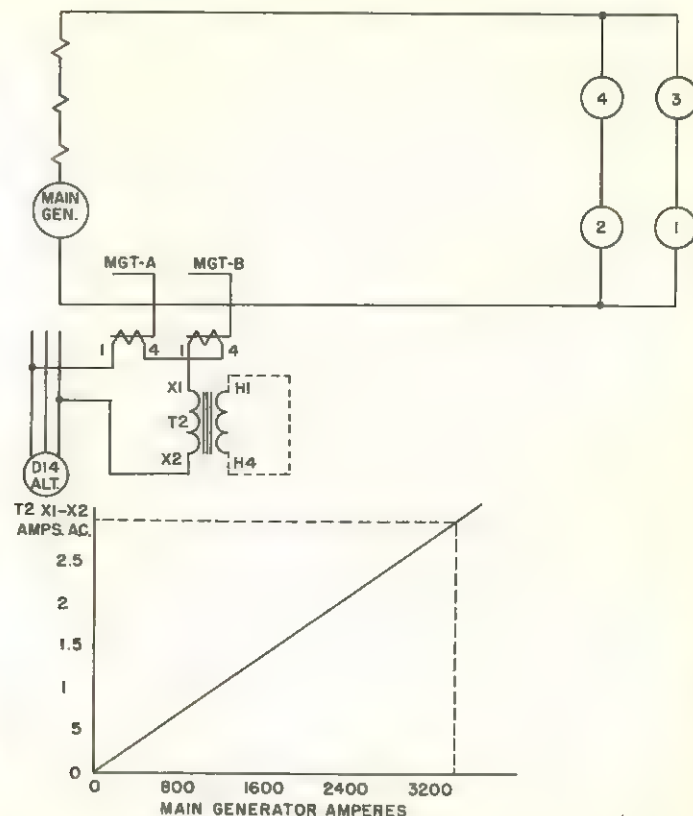 4
3
MAIN
GEN.
2
1
MGT-A
MGT-B
1
4
1
4
X1
H1
T2
X2
H4
D14
ALT.
T2 X1-X2
AMPS. AC.
2.5
2
1.5
1
5
0
0
800
1600
2400
3200
MAIN GENERATOR AMPERES